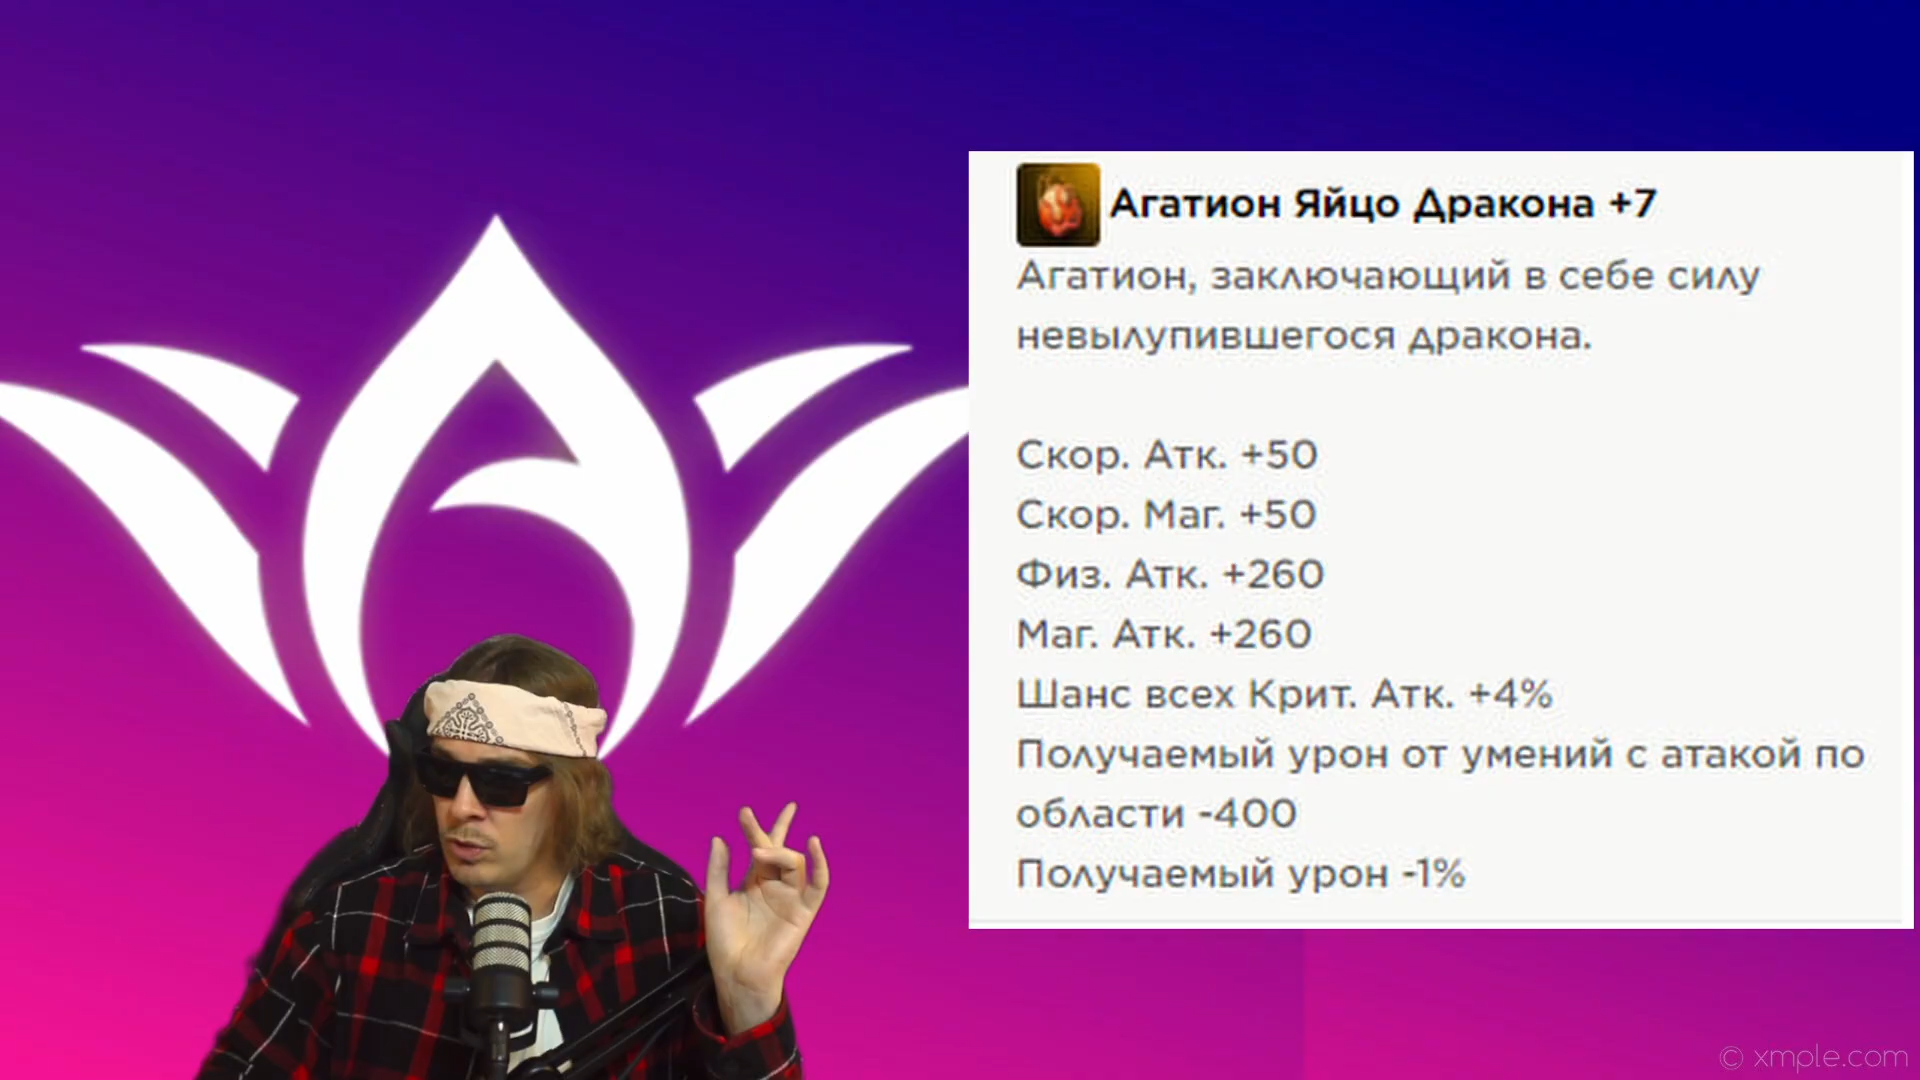 Агатион Яйцо Дракона +7
Агатион, заключающий в себе силу
невылупившегося дракона.
Скор. Атк. +50
Скор. Маг. +50
Физ. Атк. +260
Маг. Атк. +260
Шанс всех Крит. Атк. +4%
Получаемый урон от умений с атакой по
области -400
Получаемый урон -1%
© xmple.com